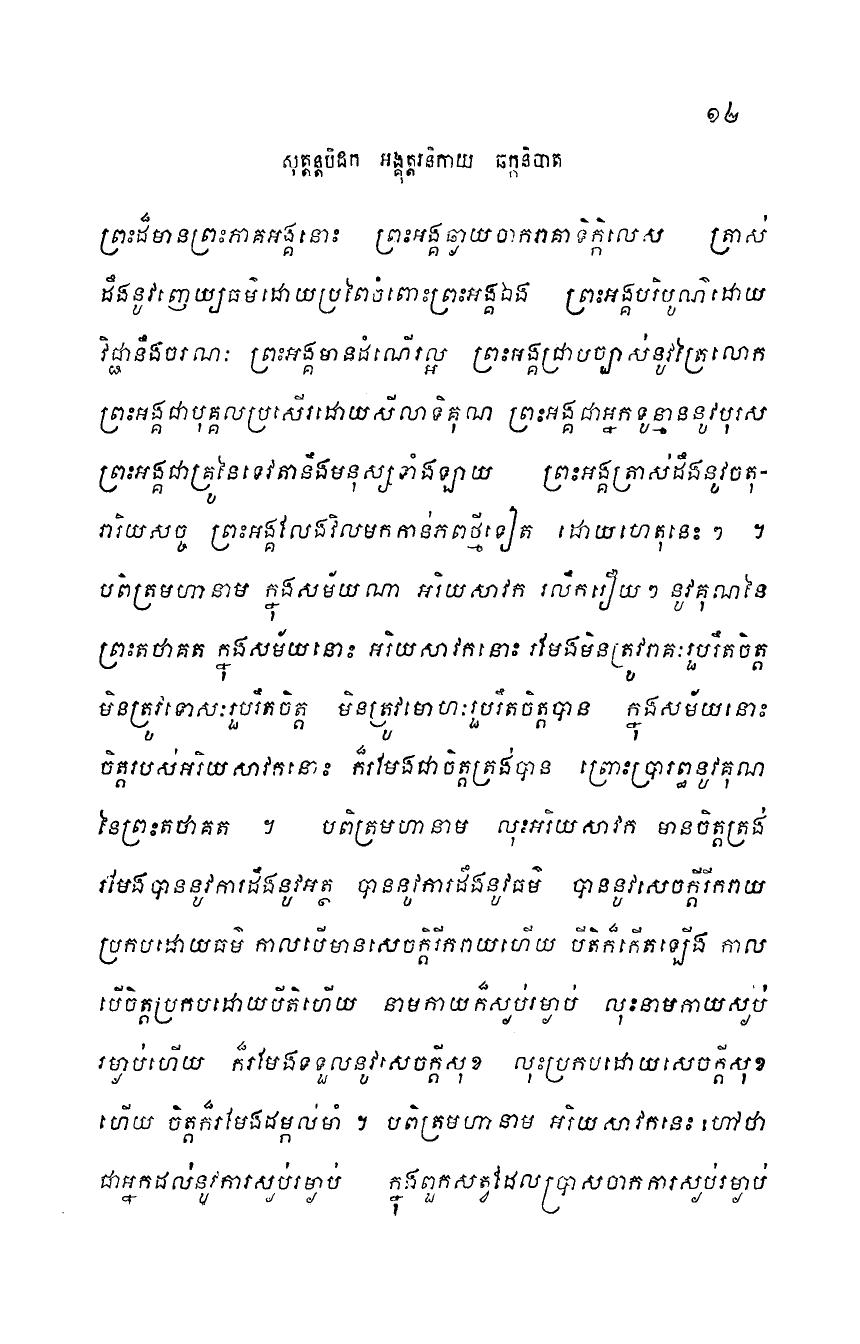 ១៤
សុត្តន្តបិដក អង្គុត្តរនិកាយ ឆក្កនិបាត
ព្រះដ៏មានព្រះភាគអង្គនោះ ព្រះអង្គឆ្ងាយចាករាគាទិក្កិលេស ត្រាស់
ដឹងនូវញេយ្យធម៌ដោយប្រពៃចំពោះព្រះអង្គឯង ព្រះអង្គបរិបូណ៌ដោយ
វិជ្ជានឹងចរណៈ ព្រះអង្គមានដំណើរល្អ ព្រះអង្គជ្រាបច្បាស់នូវត្រៃលោក
ព្រះអង្គជាបុគ្គលប្រសើរដោយសីលាទិគុណ ព្រះអង្គជាអ្នកទូន្មាននូវបុរស
ព្រះអង្គជាគ្រូនៃទេវតានឹងមនុស្សទាំងឡាយ ព្រះអង្គត្រាស់ដឹងនូវចតុ-
រារិយសច្ច ព្រះអង្គលែងវិលមកកាន់ភពថ្មីទៀត ដោយហេតុនេះៗ ។
បពិត្រមហានាម ក្នុងសម័យណា អរិយសាវក រលឹករឿយៗ នូវគុណនៃ
ព្រះតថាគត ក្នុងសម័យនោះ អរិយសាវកនោះ រមែងមិនត្រូវរាគៈរួបរឹតចិត្ត
មិនត្រូវទោសៈរួបរឹតចិត្ត មិនត្រូវមោហៈរួបរឹតចិត្តបាន ក្នុងសម័យនោះ
ចិត្តរបស់អរិយសាវកនោះ ក៏រមែងជាចិត្តត្រង់បាន ព្រោះប្រារព្ធនូវគុណ
នៃព្រះតថាគត ។ បពិត្រមហានាម លុះអរិយសាវក មានចិត្តត្រង់
រមែងបាននូវការដឹងនូវអត្ថ បាននូវការដឹងនូវធម៌ បាននូវសេចក្តីរីករាយ
ប្រកបដោយធម៌ កាលបើមានសេចក្តិរីករាយហើយ បីតិក៏កើតឡើង កាល
បើចិត្តប្រកបដោយបីតិហើយ នាមកាយក៏ស្ងប់រម្ងាប់ លុះនាមកាយស្ងប់
រម្ងាប់ហើយ ក៏រមែងទទួលនូវសេចក្តីសុខ លុះប្រកបដោយសេចក្តីសុខ
ហើយ ចិត្តក៏រមែងដម្កល់មាំ ។ បពិត្រមហានាម អរិយសាវកនេះ ហៅថា
ជាអ្នកដល់នូវការស្ងប់រម្ងាប់ ក្នុងពួកសត្វដែលប្រាសចាកការស្ងប់រម្ងាប់